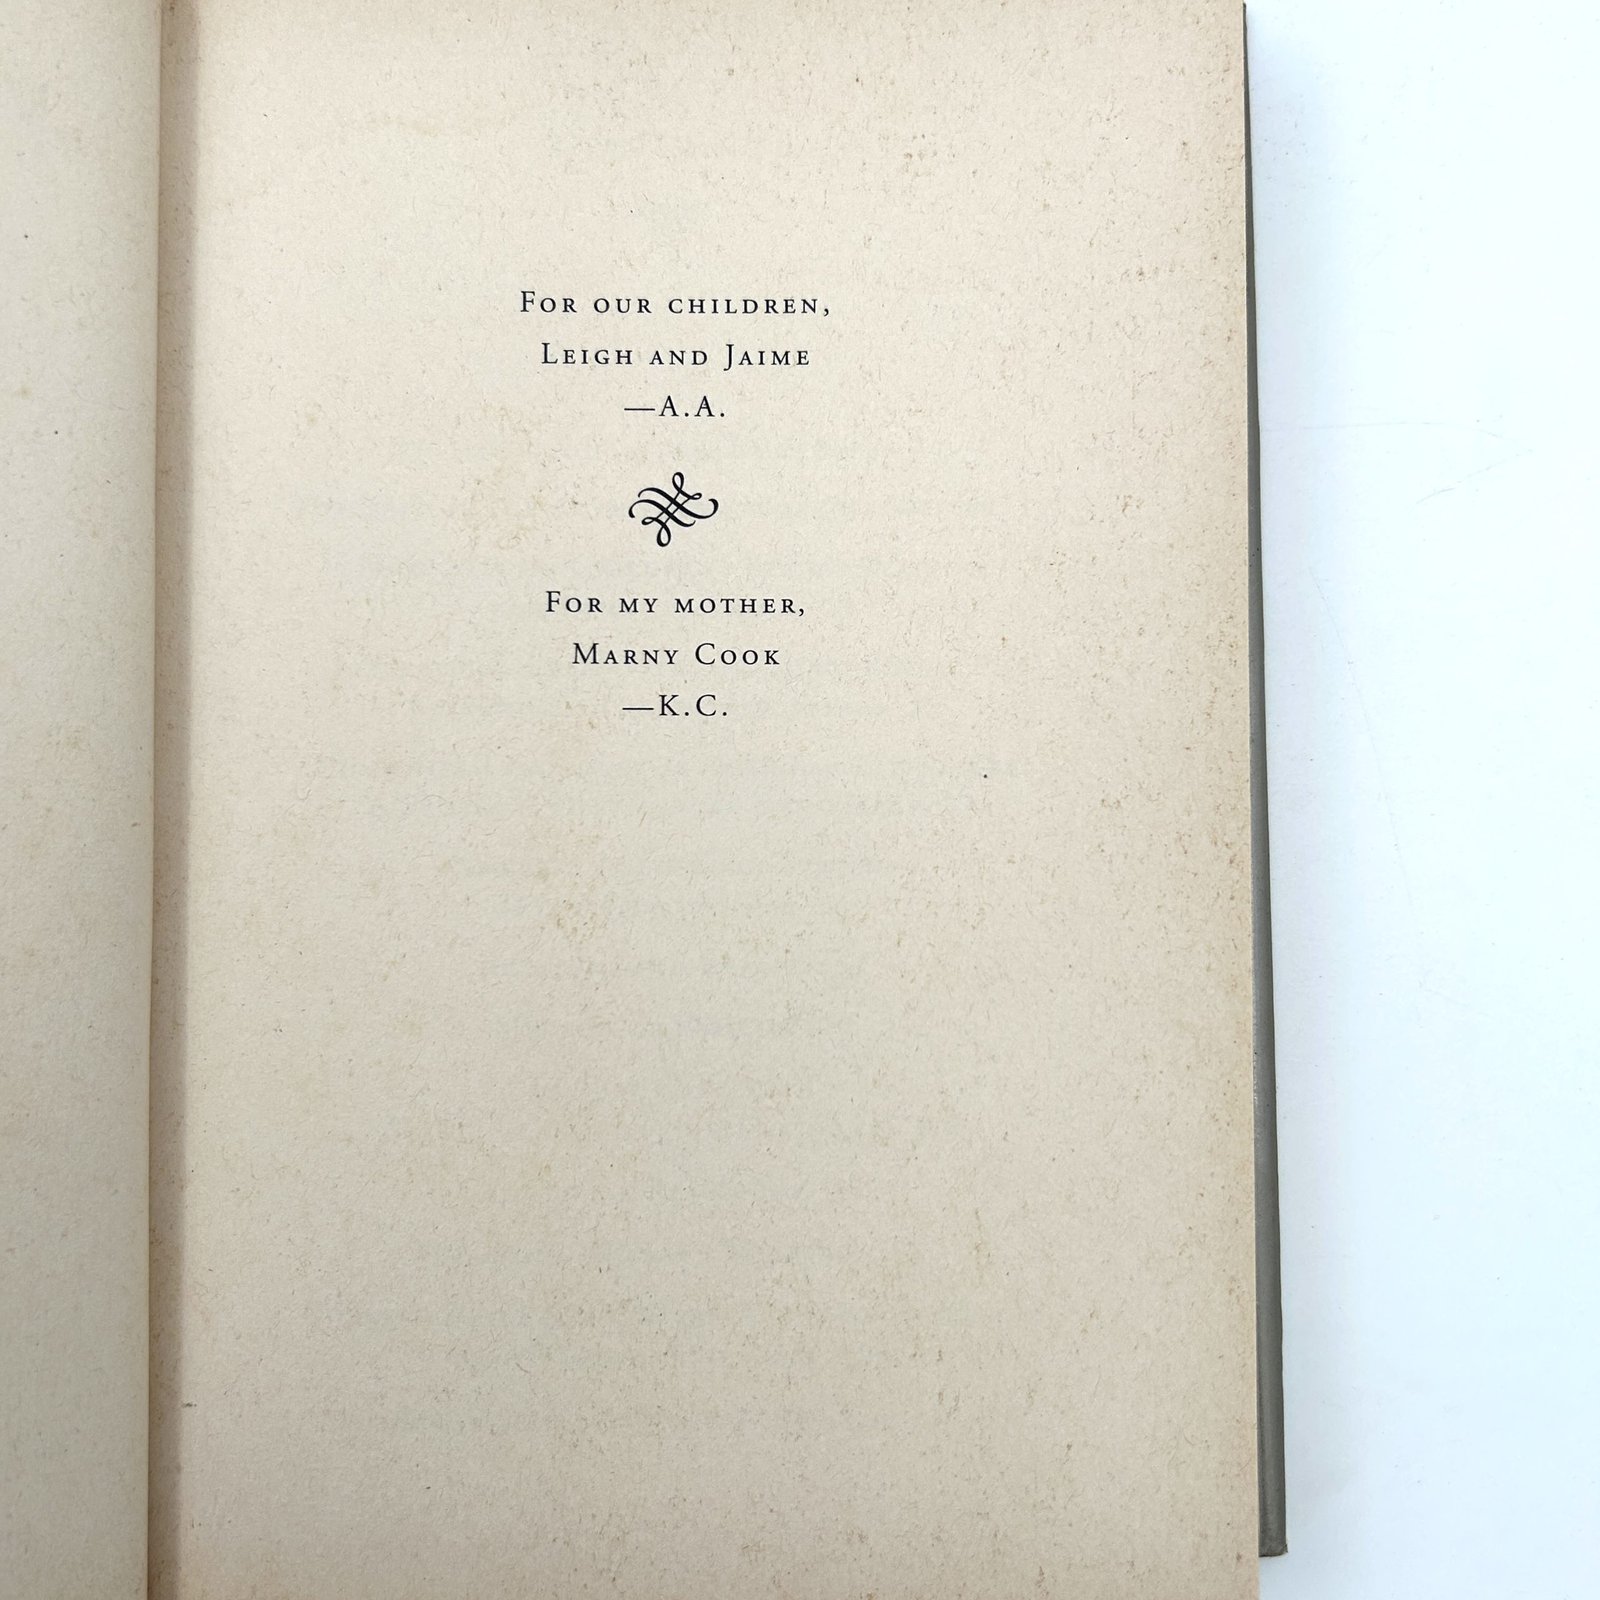 For our children,
Leigh and Jaime
—A.A.
For my mother,
Marny Cook
—K.C.